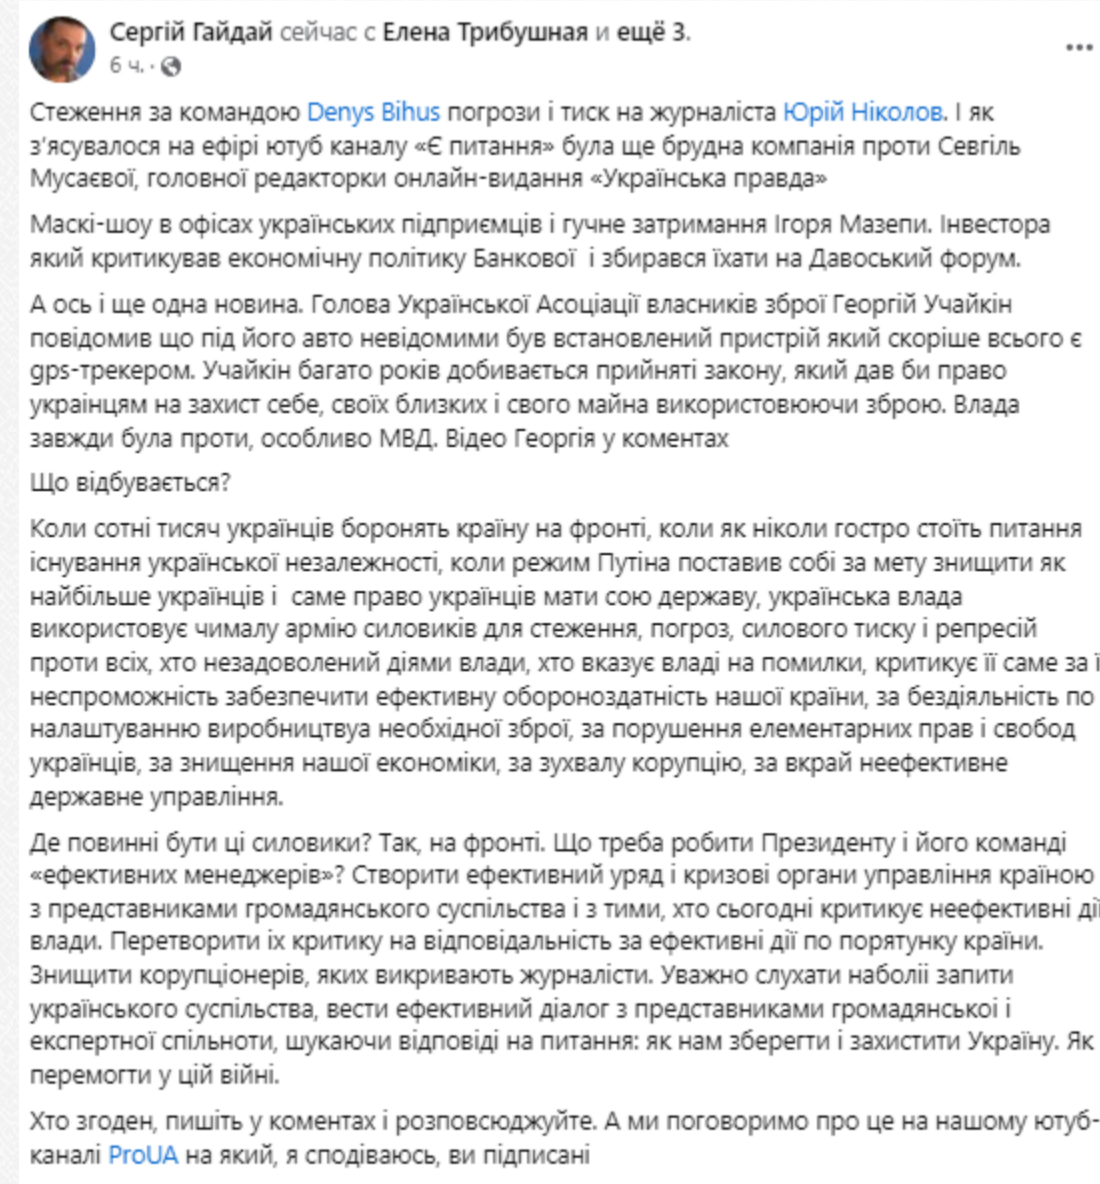 Сергій Гайдай сейчас с Елена Трибушная и ещё 3.
6 ч. ·
Стеження за командою Denys Bihus погрози і тиск на журналіста Юрій Ніколов. І як
з'ясувалося на ефірі ютуб каналу «Є питання» була ще брудна компанія проти Севгіль
Мусаєвої, головної редакторки онлайн-видання «Українська правда»
Маскі-шоу в офісах українських підприємців і гучне затримання Ігоря Мазепи. Інвестора
який критикував економічну політику Банкової і збирався їхати на Давоський форум.
А ось і ще одна новина. Голова Української Асоціації власників зброї Георгій Учайкін
повідомив що під його авто невідомими був встановлений пристрій який скоріше всього є
gps-трекером. Учайкін багато років добивається прийняті закону, який дав би право
українцям на захист себе, своїх близких і свого майна використовуючи зброю. Влада
завжди була проти, особливо МВД. Відео Георгія у коментах
Що відбувається?
Коли сотні тисяч українців боронять країну на фронті, коли як ніколи гостро стоїть питання
існування української незалежності, коли режим Путіна поставив собі за мету знищити як
найбільше українців і саме право українців мати сою державу, українська влада
використовує чималу армію силовиків для стеження, погроз, силового тиску і репресій
проти всіх, хто незадоволений діями влади, хто вказує владі на помилки, критикує її саме за ї
неспроможність забезпечити ефективну обороноздатність нашої країни, за бездіяльність по
налаштуванню виробництвуа необхідної зброї, за порушення елементарних прав і свобод
українців, за знищення нашої економіки, за зухвалу корупцію, за вкрай неефективне
державне управління.
Де повинні бути ці силовики? Так, на фронті. Що треба робити Президенту і його команді
«ефективних менеджерів»? Створити ефективний уряд і кризові органи управління країною
з представниками громадянського суспільства і з тими, хто сьогодні критикує неефективні дії
влади. Перетворити іх критику на відповідальність за ефективні дії по порятунку країни.
Знищити корупціонерів, яких викривають журналісти. Уважно слухати наболіі запити
українського суспільства, вести ефективний діалог з представниками громадянської і
експертної спільноти, шукаючи відповіді на питання: як нам зберегти і захистити Україну. Як
перемогти у цій війні.
Хто згоден, пишіть у коментах і розповсюджуйте. А ми поговоримо про це на нашому ютуб-
каналі ProUA на який, я сподіваюсь, ви підписані